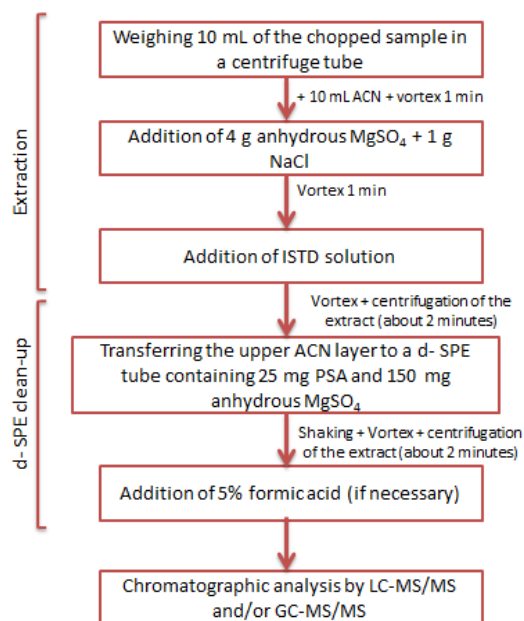 Weighing 10 mL of the chopped sample in
a centrifuge tube
+ 10 mL ACN + vortex 1 min
Addition of 4 g anhydrous MgSO₄ + 1 g
NaCl
Vortex 1 min
Addition of ISTD solution
Extraction
Vortex + centrifugation of the
extract (about 2 minutes)
Transferring the upper ACN layer to a d- SPE
tube containing 25 mg PSA and 150 mg
anhydrous MgSO₄
Shaking + Vortex + centrifugation
of the extract (about 2 minutes)
Addition of 5% formic acid (if necessary)
d- SPE clean-up
Chromatographic analysis by LC-MS/MS
and/or GC-MS/MS